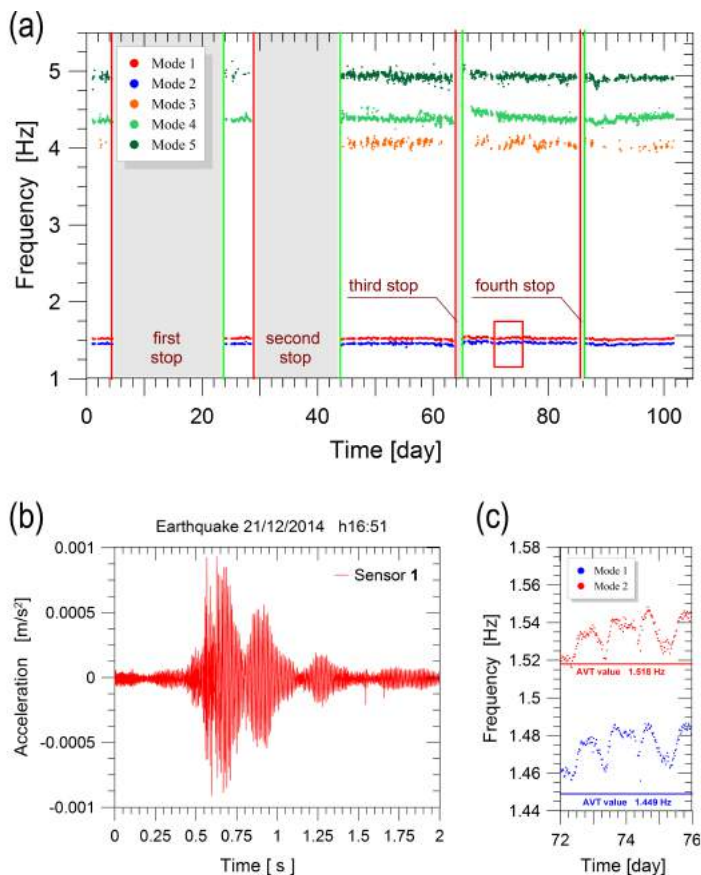 (a)
Mode 1
Mode 2
Mode 3
Mode 4
Mode 5
5
4
3
2
1
Frequency [Hz]
first
stop
second
stop
third stop
fourth stop
0 20 40 60 80 100
Time [day]
(b)
Earthquake 21/12/2014 h16:51
Sensor 1
0.001
0.0005
0
-0.0005
-0.001
Acceleration [m/s²]
0 0.25 0.5 0.75 1 1.25 1.5 1.75 2
Time [ s ]
(c)
Mode 1
Mode 2
1.58
1.56
1.54
1.52
1.5
1.48
1.46
1.44
Frequency [Hz]
AVT value 1.518 Hz
AVT value 1.449 Hz
72 74 76
Time [day]